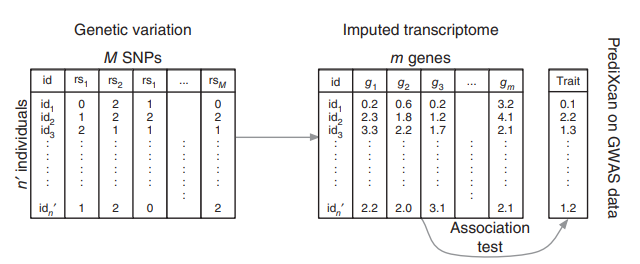 Genetic variation
M SNPs
id rs1 rs2 rs1 ... rsM
id1 0 2 1 0
id2 1 2 2 2
id3 2 1 1 1
idn′ 1 2 0 2
n′ individuals
Imputed transcriptome
m genes
id g1 g2 g3 ... gm
id1 0.2 0.6 0.2 3.2
id2 2.3 1.8 1.2 4.1
id3 3.3 2.2 1.7 2.1
idn′ 2.2 2.0 3.1 2.1
Trait
0.1
2.2
1.3
1.2
Association
test
PrediXcan on GWAS data